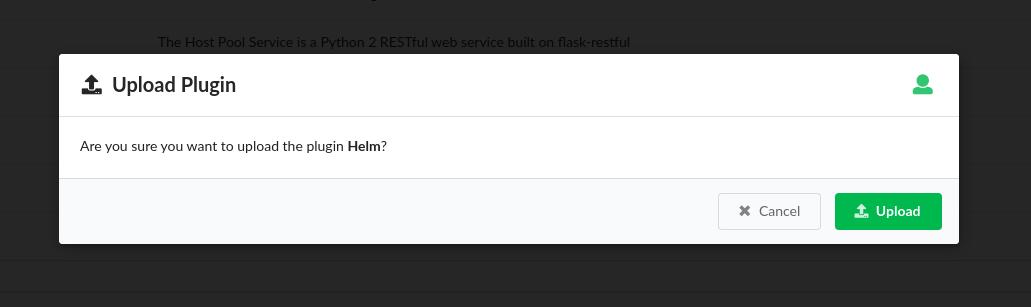 The Host Pool Service is a Python 2 RESTful web service built on flask-restful
Upload Plugin
Are you sure you want to upload the plugin Helm?
Cancel
Upload